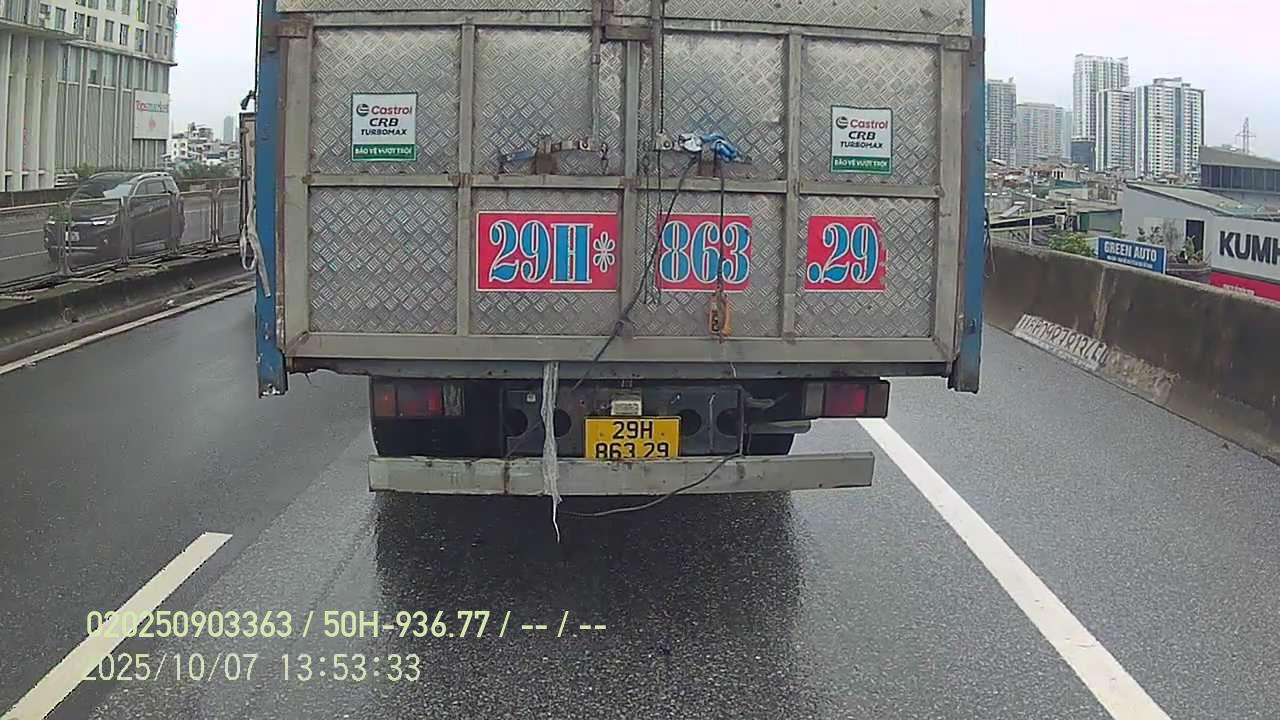 Topsmarket
Castrol
CRB
TURBOMAX
BẢO VỆ VƯỢT TRỘI
Castrol
CRB
TURBOMAX
BẢO VỆ VƯỢT TRỘI
29H* 863 .29
GREEN AUTO
KUMH
29H
863 29
020250903363 / 50H-936.77 / -- / --
2025/10/07 13:53:33